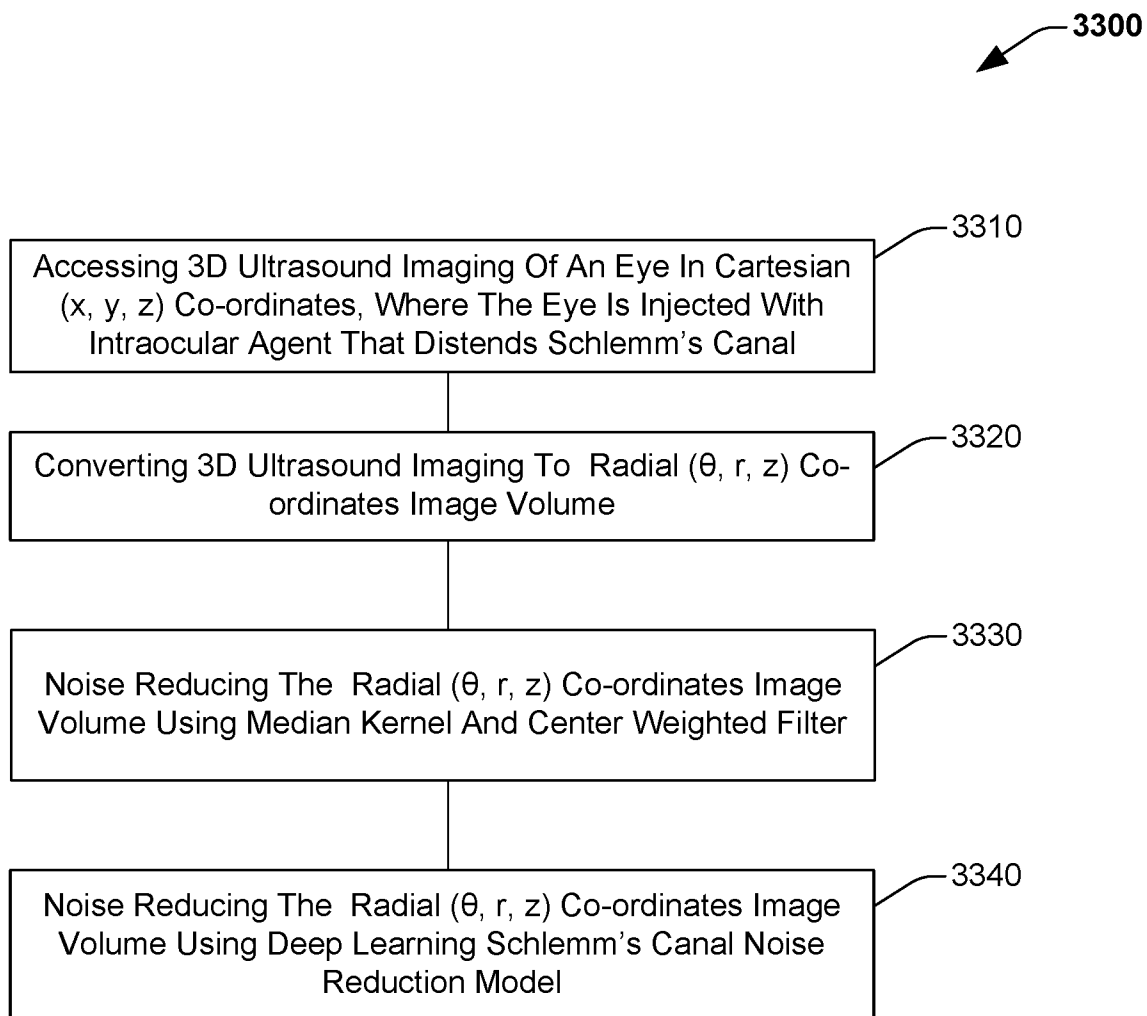 3300
3310
Accessing 3D Ultrasound Imaging Of An Eye In Cartesian
(x, y, z) Co-ordinates, Where The Eye Is Injected With
Intraocular Agent That Distends Schlemm's Canal
3320
Converting 3D Ultrasound Imaging To Radial (θ, r, z) Co-
ordinates Image Volume
3330
Noise Reducing The Radial (θ, r, z) Co-ordinates Image
Volume Using Median Kernel And Center Weighted Filter
3340
Noise Reducing The Radial (θ, r, z) Co-ordinates Image
Volume Using Deep Learning Schlemm's Canal Noise
Reduction Model